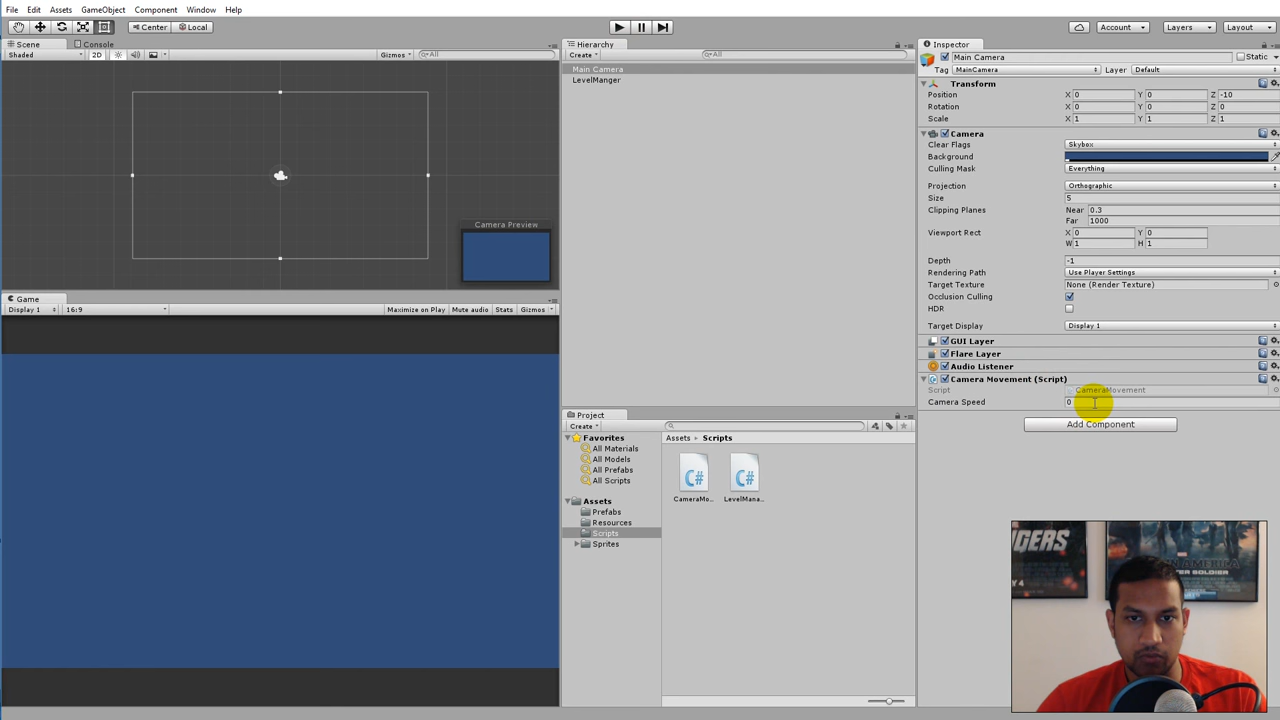 File Edit Assets GameObject Component Window Help
Center Local Account Layers Layout
Scene Console
Shaded 2D Gizmos All
Camera Preview
Game
Display 1 16:9 Maximize on Play Mute audio Stats Gizmos
Hierarchy
Create All
Main Camera
LevelManger
Project
Create
Favorites
All Materials
All Models
All Prefabs
All Scripts
Assets
Prefabs
Resources
Scripts
Sprites
Assets Scripts
C# C#
CameraMo... LevelMana...
Inspector
Main Camera Static
Tag MainCamera Layer Default
Transform
Position X 0 Y 0 Z -10
Rotation X 0 Y 0 Z 0
Scale X 1 Y 1 Z 1
Camera
Clear Flags Skybox
Background
Culling Mask Everything
Projection Orthographic
Size 5
Clipping Planes Near 0.3
Far 1000
Viewport Rect X 0 Y 0
W 1 H 1
Depth -1
Rendering Path Use Player Settings
Target Texture None (Render Texture)
Occlusion Culling
HDR
Target Display Display 1
GUI Layer
Flare Layer
Audio Listener
Camera Movement (Script)
Script CameraMovement
Camera Speed 0
Add Component